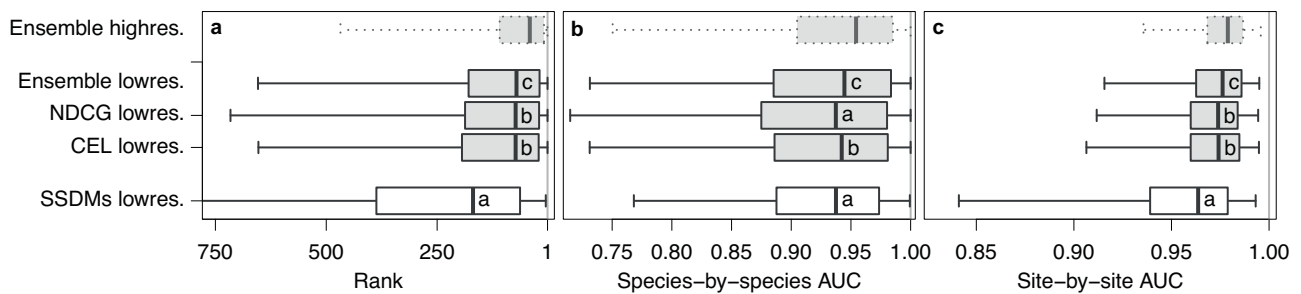 Ensemble highres.
Ensemble lowres.
NDCG lowres.
CEL lowres.
SSDMs lowres.
a
c
b
b
a
750 500 250 1
Rank
b
c
a
b
a
0.75 0.80 0.85 0.90 0.95 1.00
Species-by-species AUC
c
c
b
b
a
0.85 0.90 0.95 1.00
Site-by-site AUC